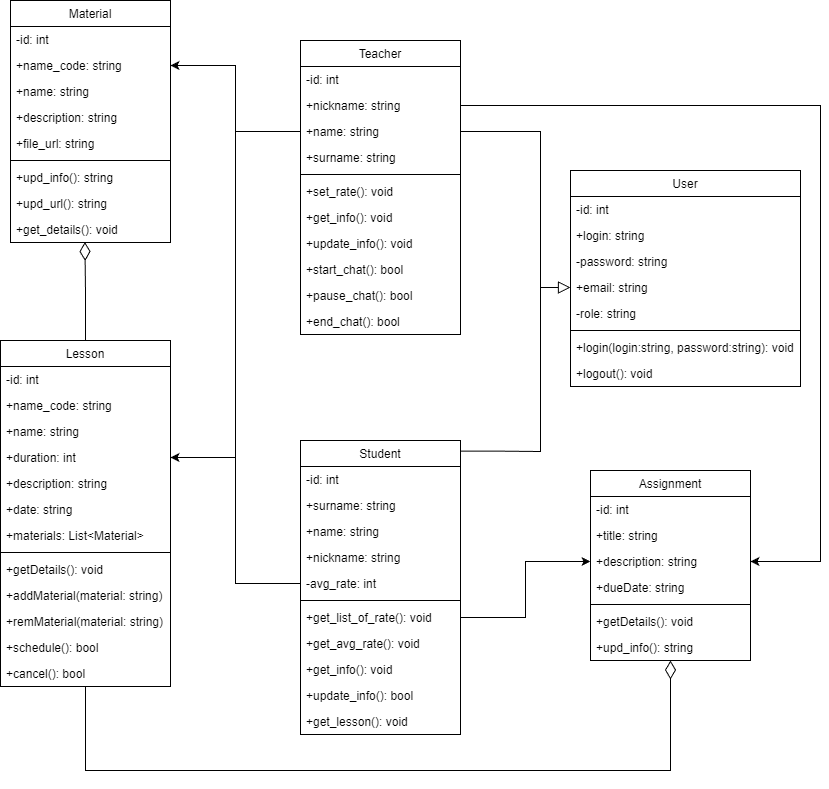 Material
-id: int
+name_code: string
+name: string
+description: string
+file_url: string
+upd_info(): string
+upd_url(): string
+get_details(): void
Teacher
-id: int
+nickname: string
+name: string
+surname: string
+set_rate(): void
+get_info(): void
+update_info(): void
+start_chat(): bool
+pause_chat(): bool
+end_chat(): bool
User
-id: int
+login: string
-password: string
+email: string
-role: string
+login(login:string, password:string): void
+logout(): void
Lesson
-id: int
+name_code: string
+name: string
+duration: int
+description: string
+date: string
+materials: List<Material>
+getDetails(): void
+addMaterial(material: string)
+remMaterial(material: string)
+schedule(): bool
+cancel(): bool
Student
-id: int
+surname: string
+name: string
+nickname: string
-avg_rate: int
+get_list_of_rate(): void
+get_avg_rate(): void
+get_info(): void
+update_info(): bool
+get_lesson(): void
Assignment
-id: int
+title: string
+description: string
+dueDate: string
+getDetails(): void
+upd_info(): string